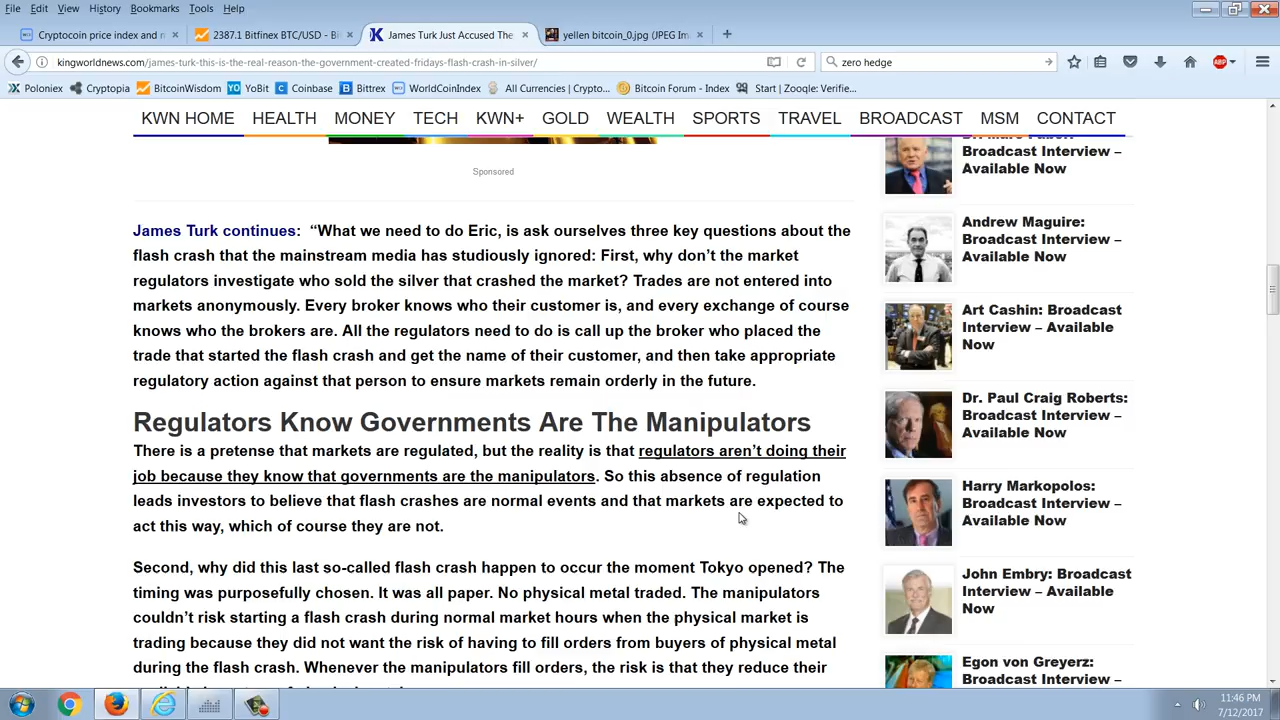 File Edit View History Bookmarks Tools Help
Cryptocoin price index and 2387.1 Bitfinex BTC/USD - Bi James Turk Just Accused The yellen bitcoin_0.jpg (JPEG Im
kingworldnews.com/james-turk-this-is-the-real-reason-the-government-created-fridays-flash-crash-in-silver/ zero hedge ABP
Poloniex Cryptopia BitcoinWisdom YoBit Coinbase Bittrex WorldCoinIndex All Currencies | Crypto... Bitcoin Forum - Index Start | Zooqle: Verifie...
KWN HOME HEALTH MONEY TECH KWN+ GOLD WEALTH SPORTS TRAVEL BROADCAST MSM CONTACT
Sponsored
James Turk continues: “What we need to do Eric, is ask ourselves three key questions about the
flash crash that the mainstream media has studiously ignored: First, why don’t the market
regulators investigate who sold the silver that crashed the market? Trades are not entered into
markets anonymously. Every broker knows who their customer is, and every exchange of course
knows who the brokers are. All the regulators need to do is call up the broker who placed the
trade that started the flash crash and get the name of their customer, and then take appropriate
regulatory action against that person to ensure markets remain orderly in the future.
Regulators Know Governments Are The Manipulators
There is a pretense that markets are regulated, but the reality is that regulators aren’t doing their
job because they know that governments are the manipulators. So this absence of regulation
leads investors to believe that flash crashes are normal events and that markets are expected to
act this way, which of course they are not.
Second, why did this last so-called flash crash happen to occur the moment Tokyo opened? The
timing was purposefully chosen. It was all paper. No physical metal traded. The manipulators
couldn’t risk starting a flash crash during normal market hours when the physical market is
trading because they did not want the risk of having to fill orders from buyers of physical metal
during the flash crash. Whenever the manipulators fill orders, the risk is that they reduce their
Broadcast Interview –
Available Now
Andrew Maguire:
Broadcast Interview –
Available Now
Art Cashin: Broadcast
Interview – Available
Now
Dr. Paul Craig Roberts:
Broadcast Interview –
Available Now
Harry Markopolos:
Broadcast Interview –
Available Now
John Embry: Broadcast
Interview – Available
Now
Egon von Greyerz:
Broadcast Interview –
11:46 PM
7/12/2017